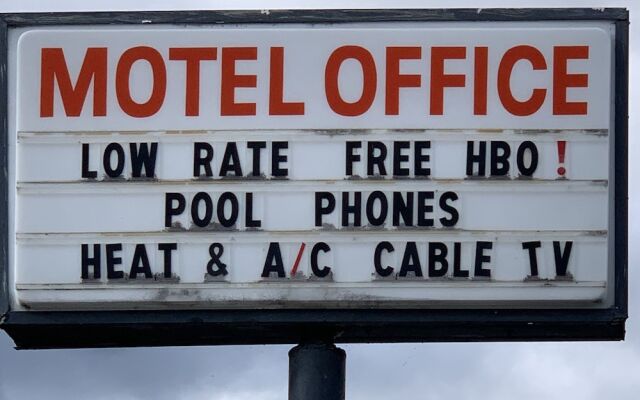 MOTEL OFFICE
LOW RATE FREE HBO!
POOL PHONES
HEAT & A/C CABLE TV